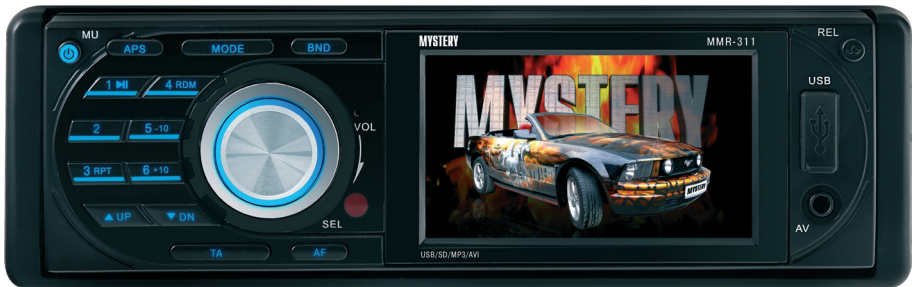 MU
APS
MODE
BND
MYSTERY
MMR-311
REL
1 ⏯
4 RDM
2
5 -10
3 RPT
6 +10
▲ UP
▼ DN
VOL
SEL
TA
AF
MYSTERY
MYSTERY
USB/SD/MP3/AVI
USB
AV